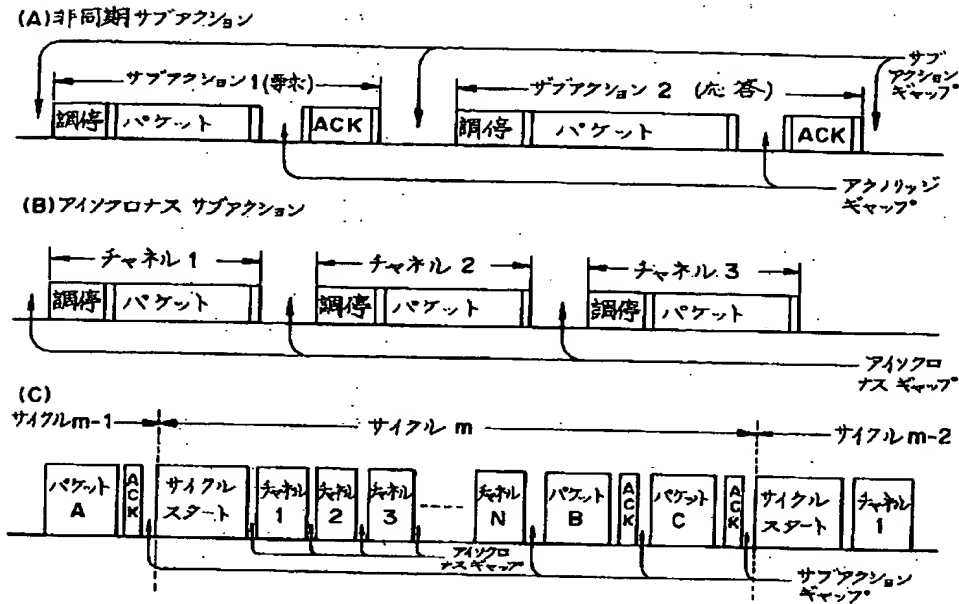 (A)非同期サブアクション
サブ
アクション
ギャップ
サブアクション1(要求)
サブアクション2 (応答)
調停 パケット ACK 調停 パケット ACK
アクノリッジ
ギャップ
(B)アイソクロナス サブアクション
チャネル1 チャネル2 チャネル3
調停 パケット 調停 パケット 調停 パケット
アイソクロ
ナス ギャップ
(C)
サイクルm-1 サイクル m サイクルm-2
パケット
A
ACK
サイクル
スタート
チャネル
1
チャネル
2
チャネル
3
チャネル
N
パケット
B
ACK
パケット
C
ACK
サイクル
スタート
チャネル
1
アイソクロ
ナスギャップ
サブアクション
ギャップ